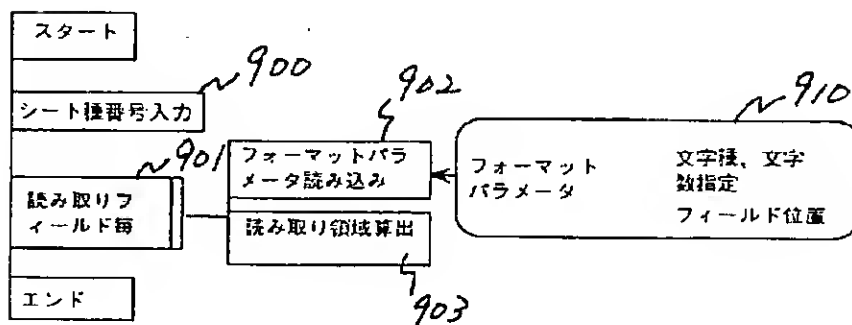 スタート
900
シート種番号入力
901
読み取りフ
ィールド毎
エンド
902
フォーマットパラ
メータ読み込み
読み取り領域算出
903
910
フォーマット
パラメータ
文字種、文字
数指定
フィールド位置